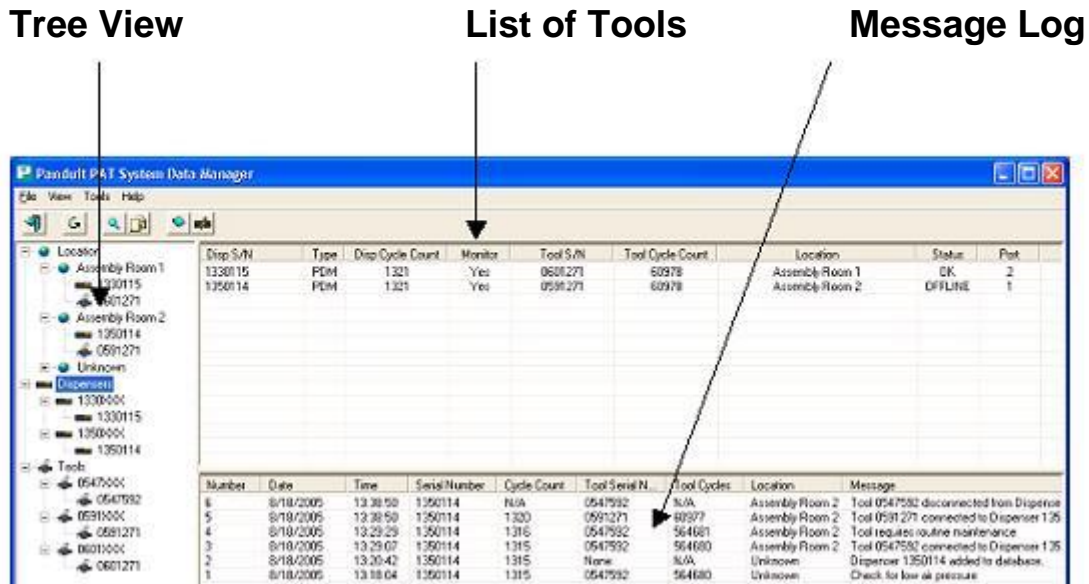 Tree View List of Tools Message Log
Panduit PAT System Data Manager
File View Tools Help
Locator
Assembly Room 1
1330115
0601271
Assembly Room 2
1350114
0591271
Unknown
Dispensers
1330XXX
1330115
1350XXX
1350114
Tools
0547XXX
0547592
0591XXX
0591271
0601XXX
0601271
Disp S/N Type Disp Cycle Count Monitor Tool S/N Tool Cycle Count Location Status Port
1330115 PDM 1321 Yes 0601271 60978 Assembly Room 1 OK 2
1350114 PDM 1321 Yes 0591271 60978 Assembly Room 2 OFFLINE 1
Number Date Time Serial Number Cycle Count Tool Serial N... Tool Cycles Location Message
6 8/18/2005 13:38:50 1350114 N/A 0547592 N/A Assembly Room 2 Tool 0547592 disconnected from Dispense
5 8/18/2005 13:38:50 1350114 1320 0591271 60977 Assembly Room 2 Tool 0591271 connected to Dispenser 135
4 8/18/2005 13:29:29 1350114 1316 0547592 564681 Assembly Room 2 Tool requires routine maintenance
3 8/18/2005 13:29:07 1350114 1315 0547592 564680 Assembly Room 2 Tool 0547592 connected to Dispenser 135
2 8/18/2005 13:20:42 1350114 1315 None N/A Unknown Dispenser 1350114 added to database.
1 8/18/2005 13:18:04 1350114 1315 0547592 564680 Unknown Check for low air pressure